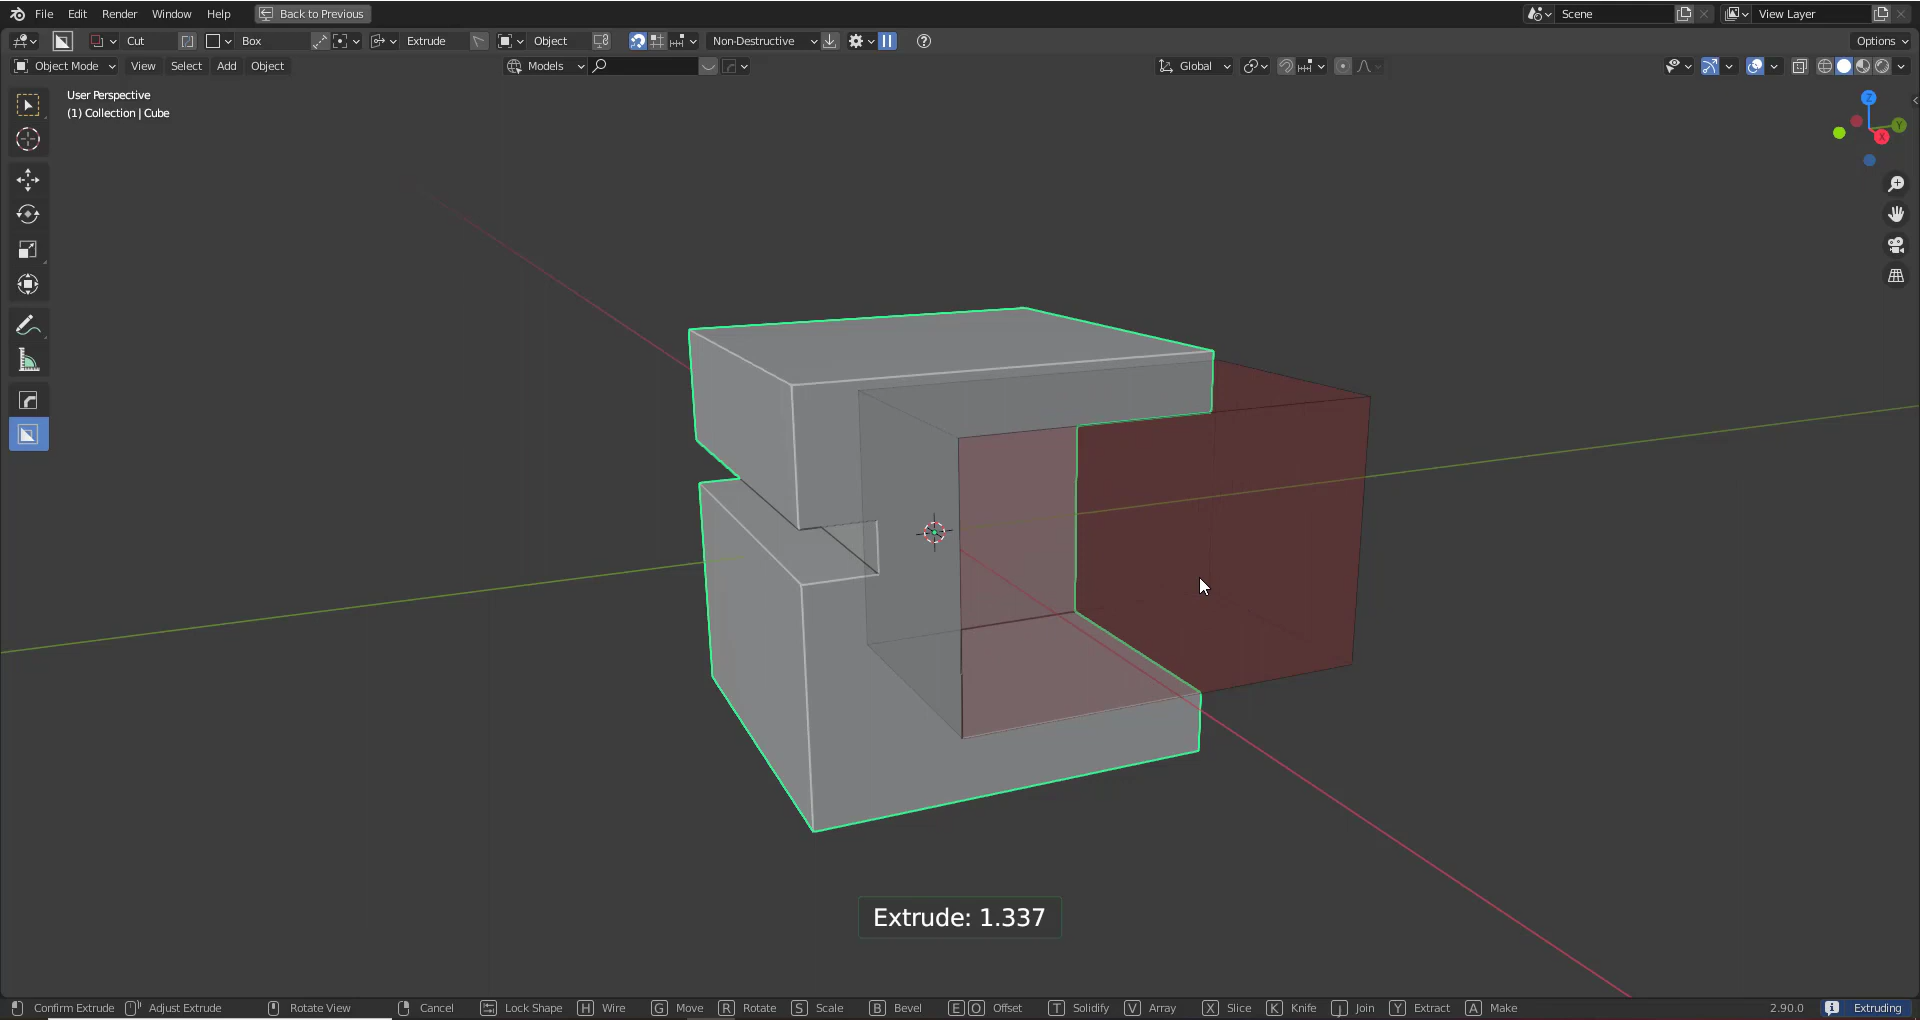 File Edit Render Window Help Back to Previous Scene View Layer
Cut Box Extrude Object Non-Destructive Options
Object Mode View Select Add Object Models Global
User Perspective
(1) Collection | Cube
Z
Y
X
Extrude: 1.337
Confirm Extrude Adjust Extrude Rotate View Cancel Lock Shape H Wire G Move R Rotate S Scale B Bevel E O Offset T Solidify V Array X Slice K Knife J Join Y Extract A Make 2.90.0 Extruding